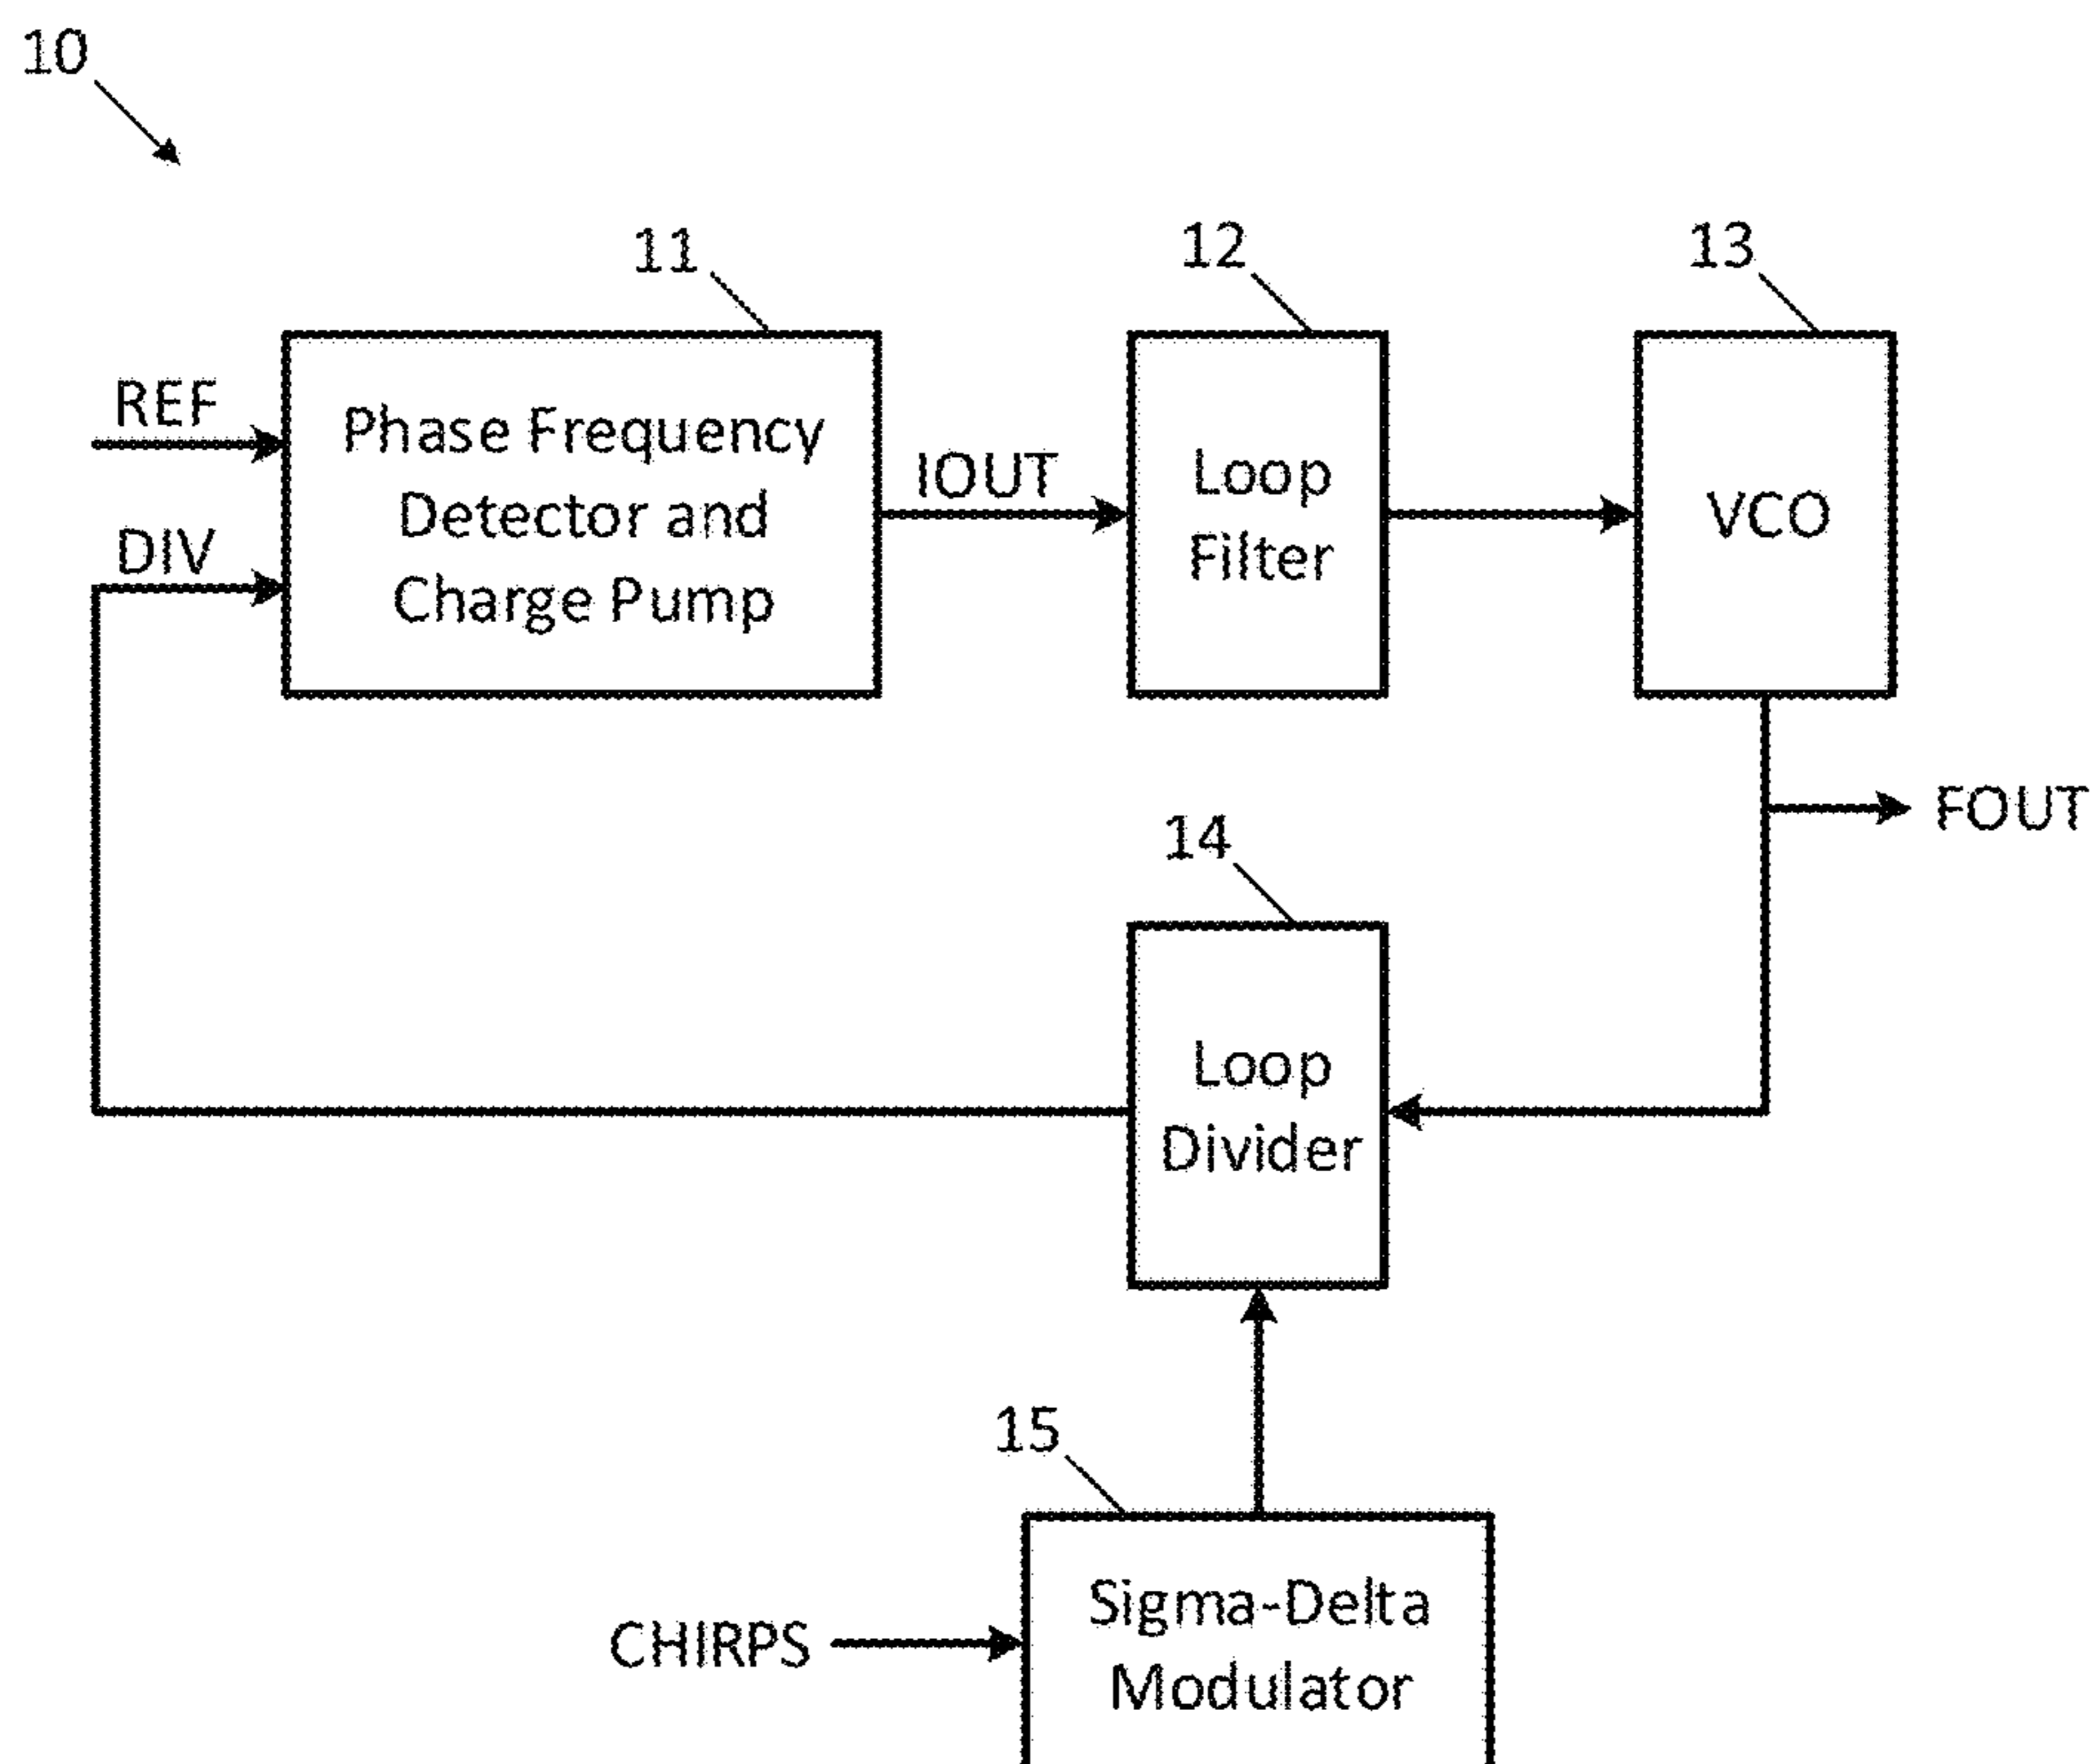 10
11
12
13
REF
DIV
Phase Frequency
Detector and
Charge Pump
IOUT
Loop
Filter
VCO
FOUT
14
Loop
Divider
15
CHIRPS
Sigma-Delta
Modulator